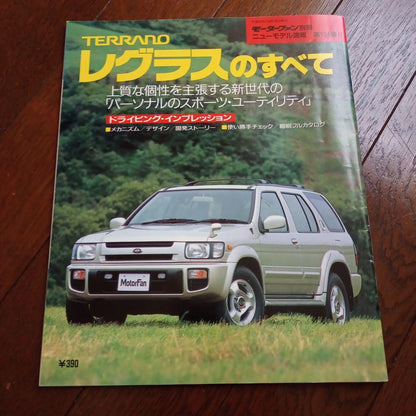 モーターファン別冊
ニューモデル速報
TERRANO
レグラスのすべて
上質な個性を主張する新世代の
「パーソナルのスポーツ・ユーティリティ」
ドライビング・インプレッション
■メカニズム/デザイン/開発ストーリー ■使い勝手チェック/縮刷フルカタログ
MotorFan
¥390